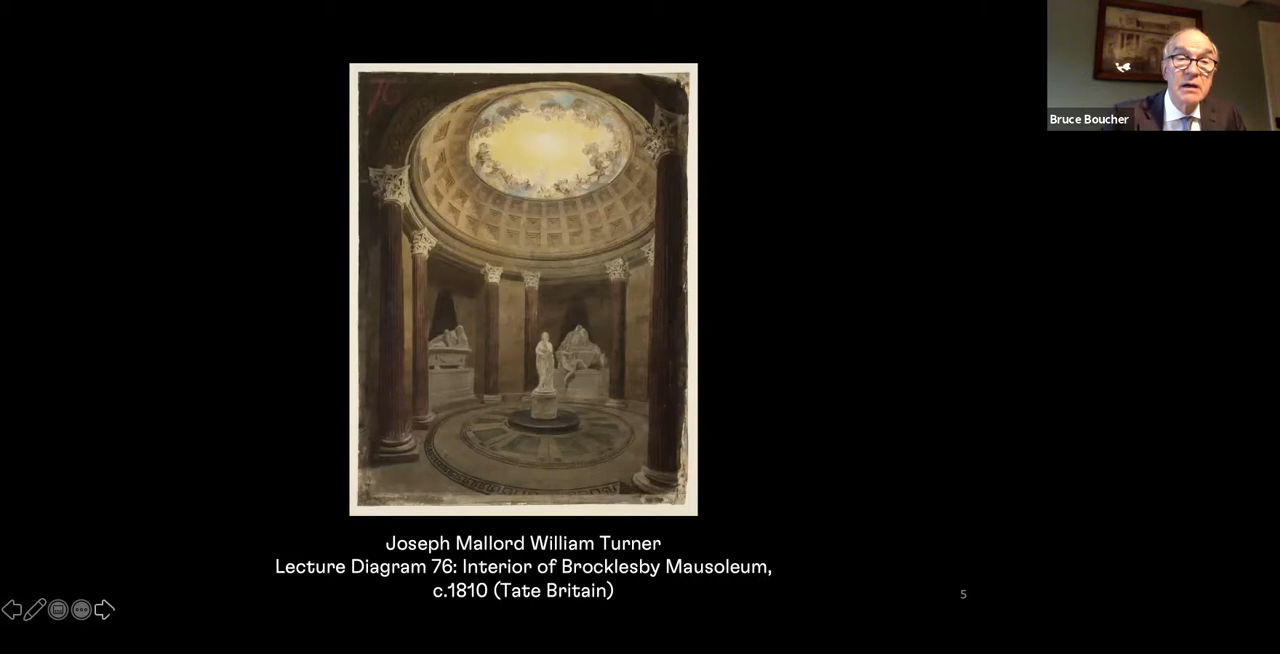 Bruce Boucher
76
Joseph Mallord William Turner
Lecture Diagram 76: Interior of Brocklesby Mausoleum,
c.1810 (Tate Britain)
5